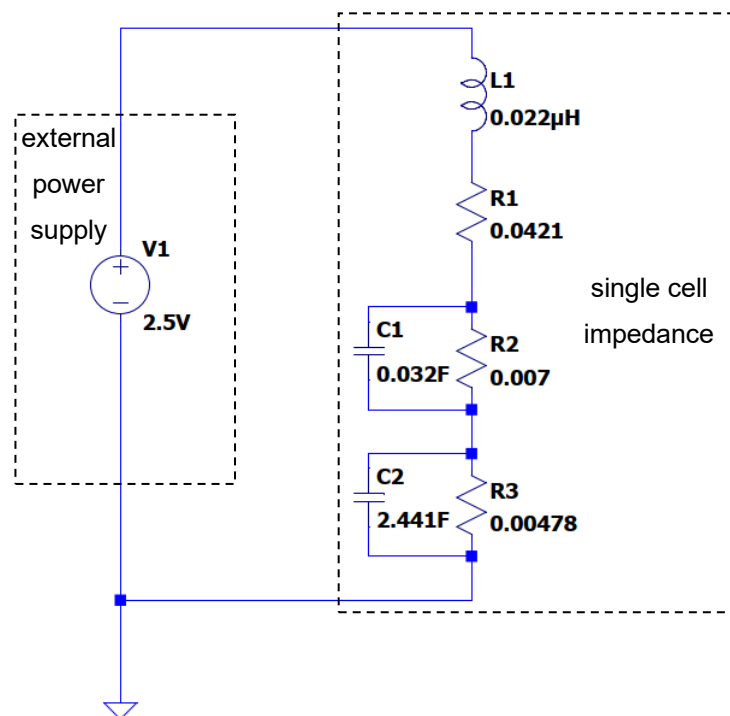 external
power
supply
V1
2.5V
L1
0.022µH
R1
0.0421
single cell
impedance
C1
0.032F
R2
0.007
C2
2.441F
R3
0.00478